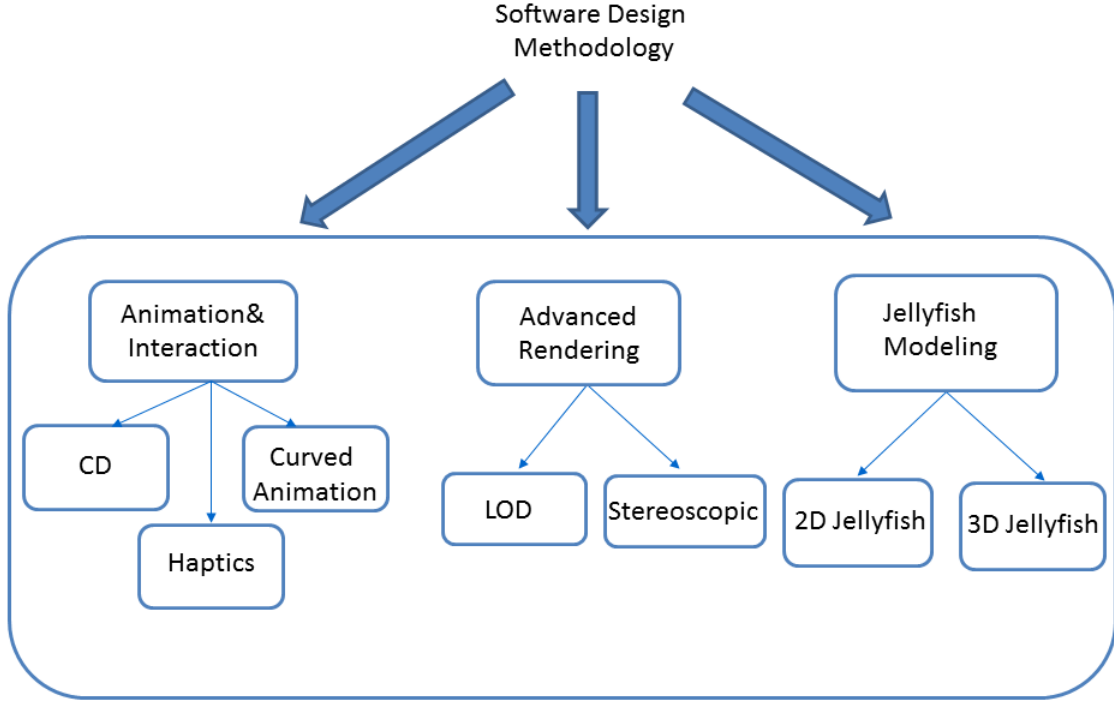 Software Design
Methodology
Animation&
Interaction
Advanced
Rendering
Jellyfish
Modeling
CD
Curved
Animation
Haptics
LOD
Stereoscopic
2D Jellyfish
3D Jellyfish